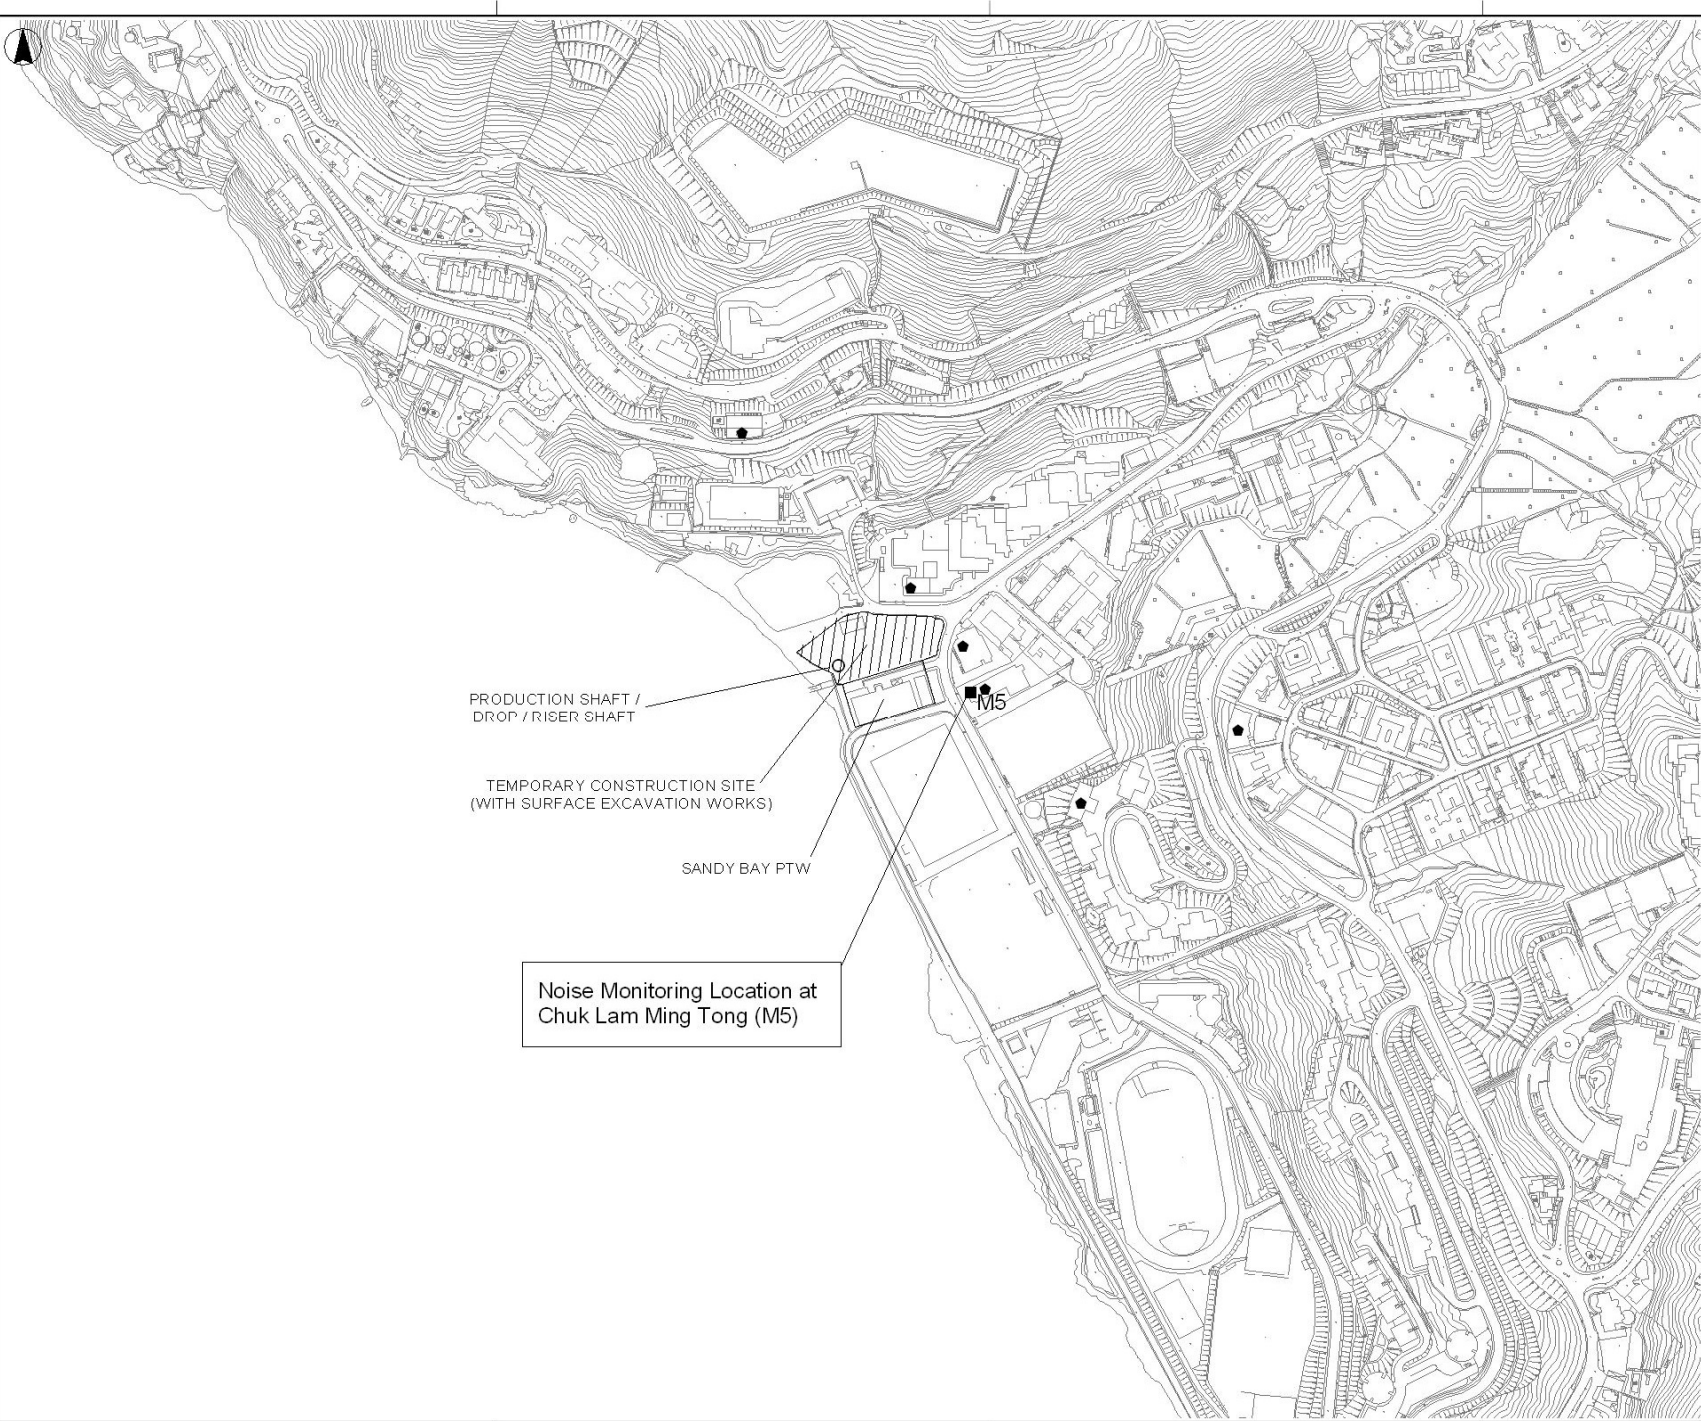 PRODUCTION SHAFT /
DROP / RISER SHAFT
M5
TEMPORARY CONSTRUCTION SITE
(WITH SURFACE EXCAVATION WORKS)
SANDY BAY PTW
Noise Monitoring Location at
Chuk Lam Ming Tong (M5)